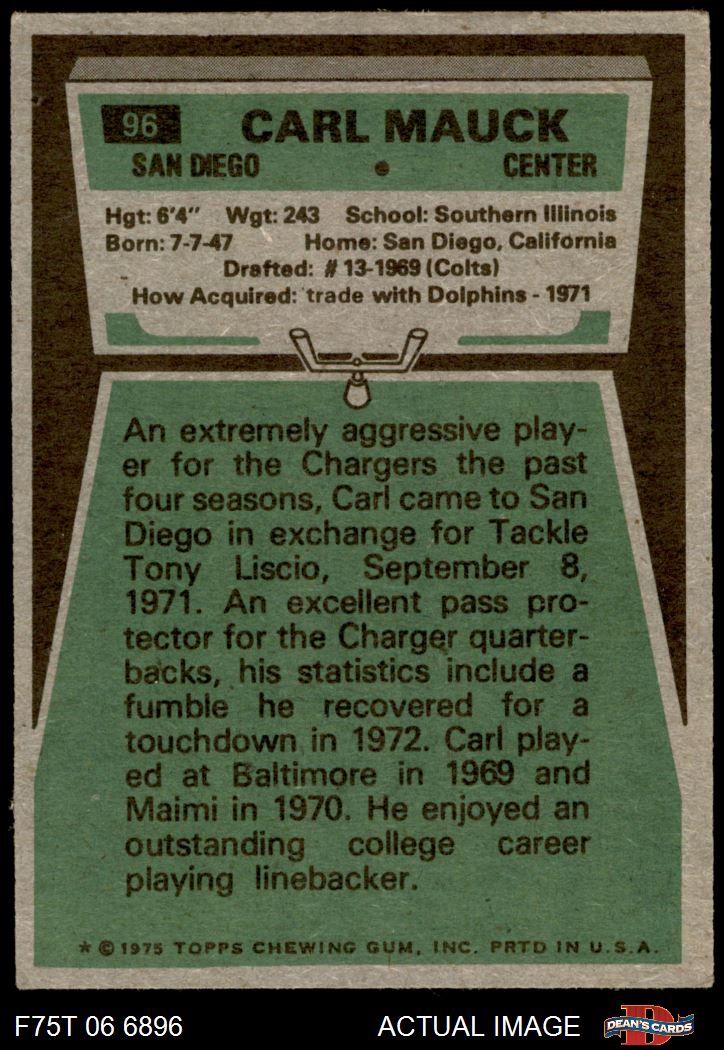 96 CARL MAUCK
SAN DIEGO • CENTER
Hgt: 6'4" Wgt: 243 School: Southern Illinois
Born: 7-7-47 Home: San Diego, California
Drafted: # 13-1969 (Colts)
How Acquired: trade with Dolphins - 1971
An extremely aggressive play-
er for the Chargers the past
four seasons, Carl came to San
Diego in exchange for Tackle
Tony Liscio, September 8,
1971. An excellent pass pro-
tector for the Charger quarter-
backs, his statistics include a
fumble he recovered for a
touchdown in 1972. Carl play-
ed at Baltimore in 1969 and
Maimi in 1970. He enjoyed an
outstanding college career
playing linebacker.
* © 1975 TOPPS CHEWING GUM, INC. PRTD IN U.S.A.
F75T 06 6896 ACTUAL IMAGE D DEAN'S CARDS